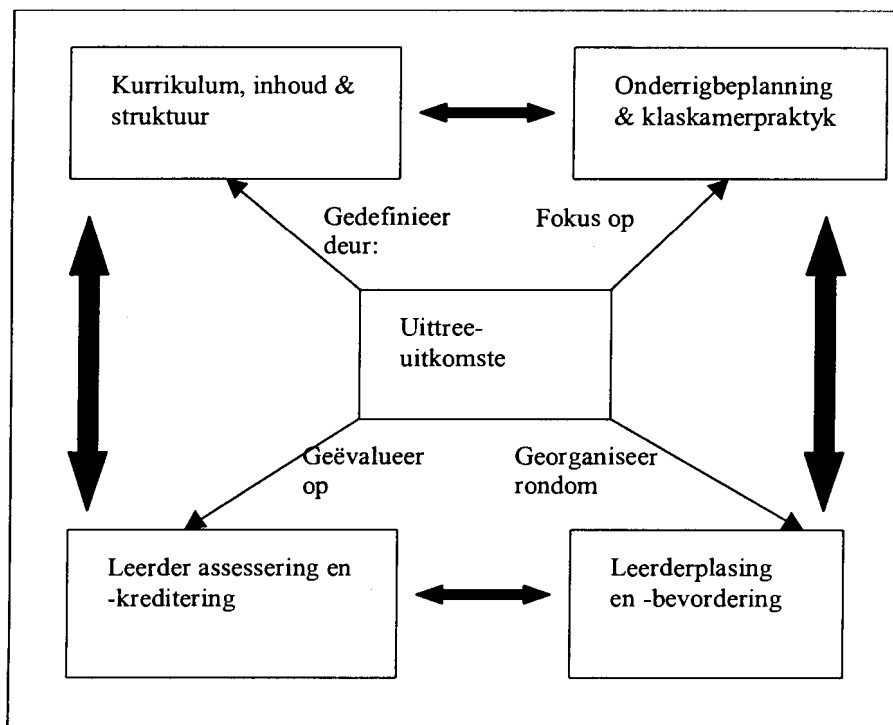 Kurrikulum, inhoud &
struktuur
Onderrigbeplanning
& klaskamerpraktyk
Gedefinieer
deur:
Fokus op
Uittree-
uitkomste
Geëvalueer
op
Georganiseer
rondom
Leerder assessering en
-kreditering
Leerderplasing
en -bevordering